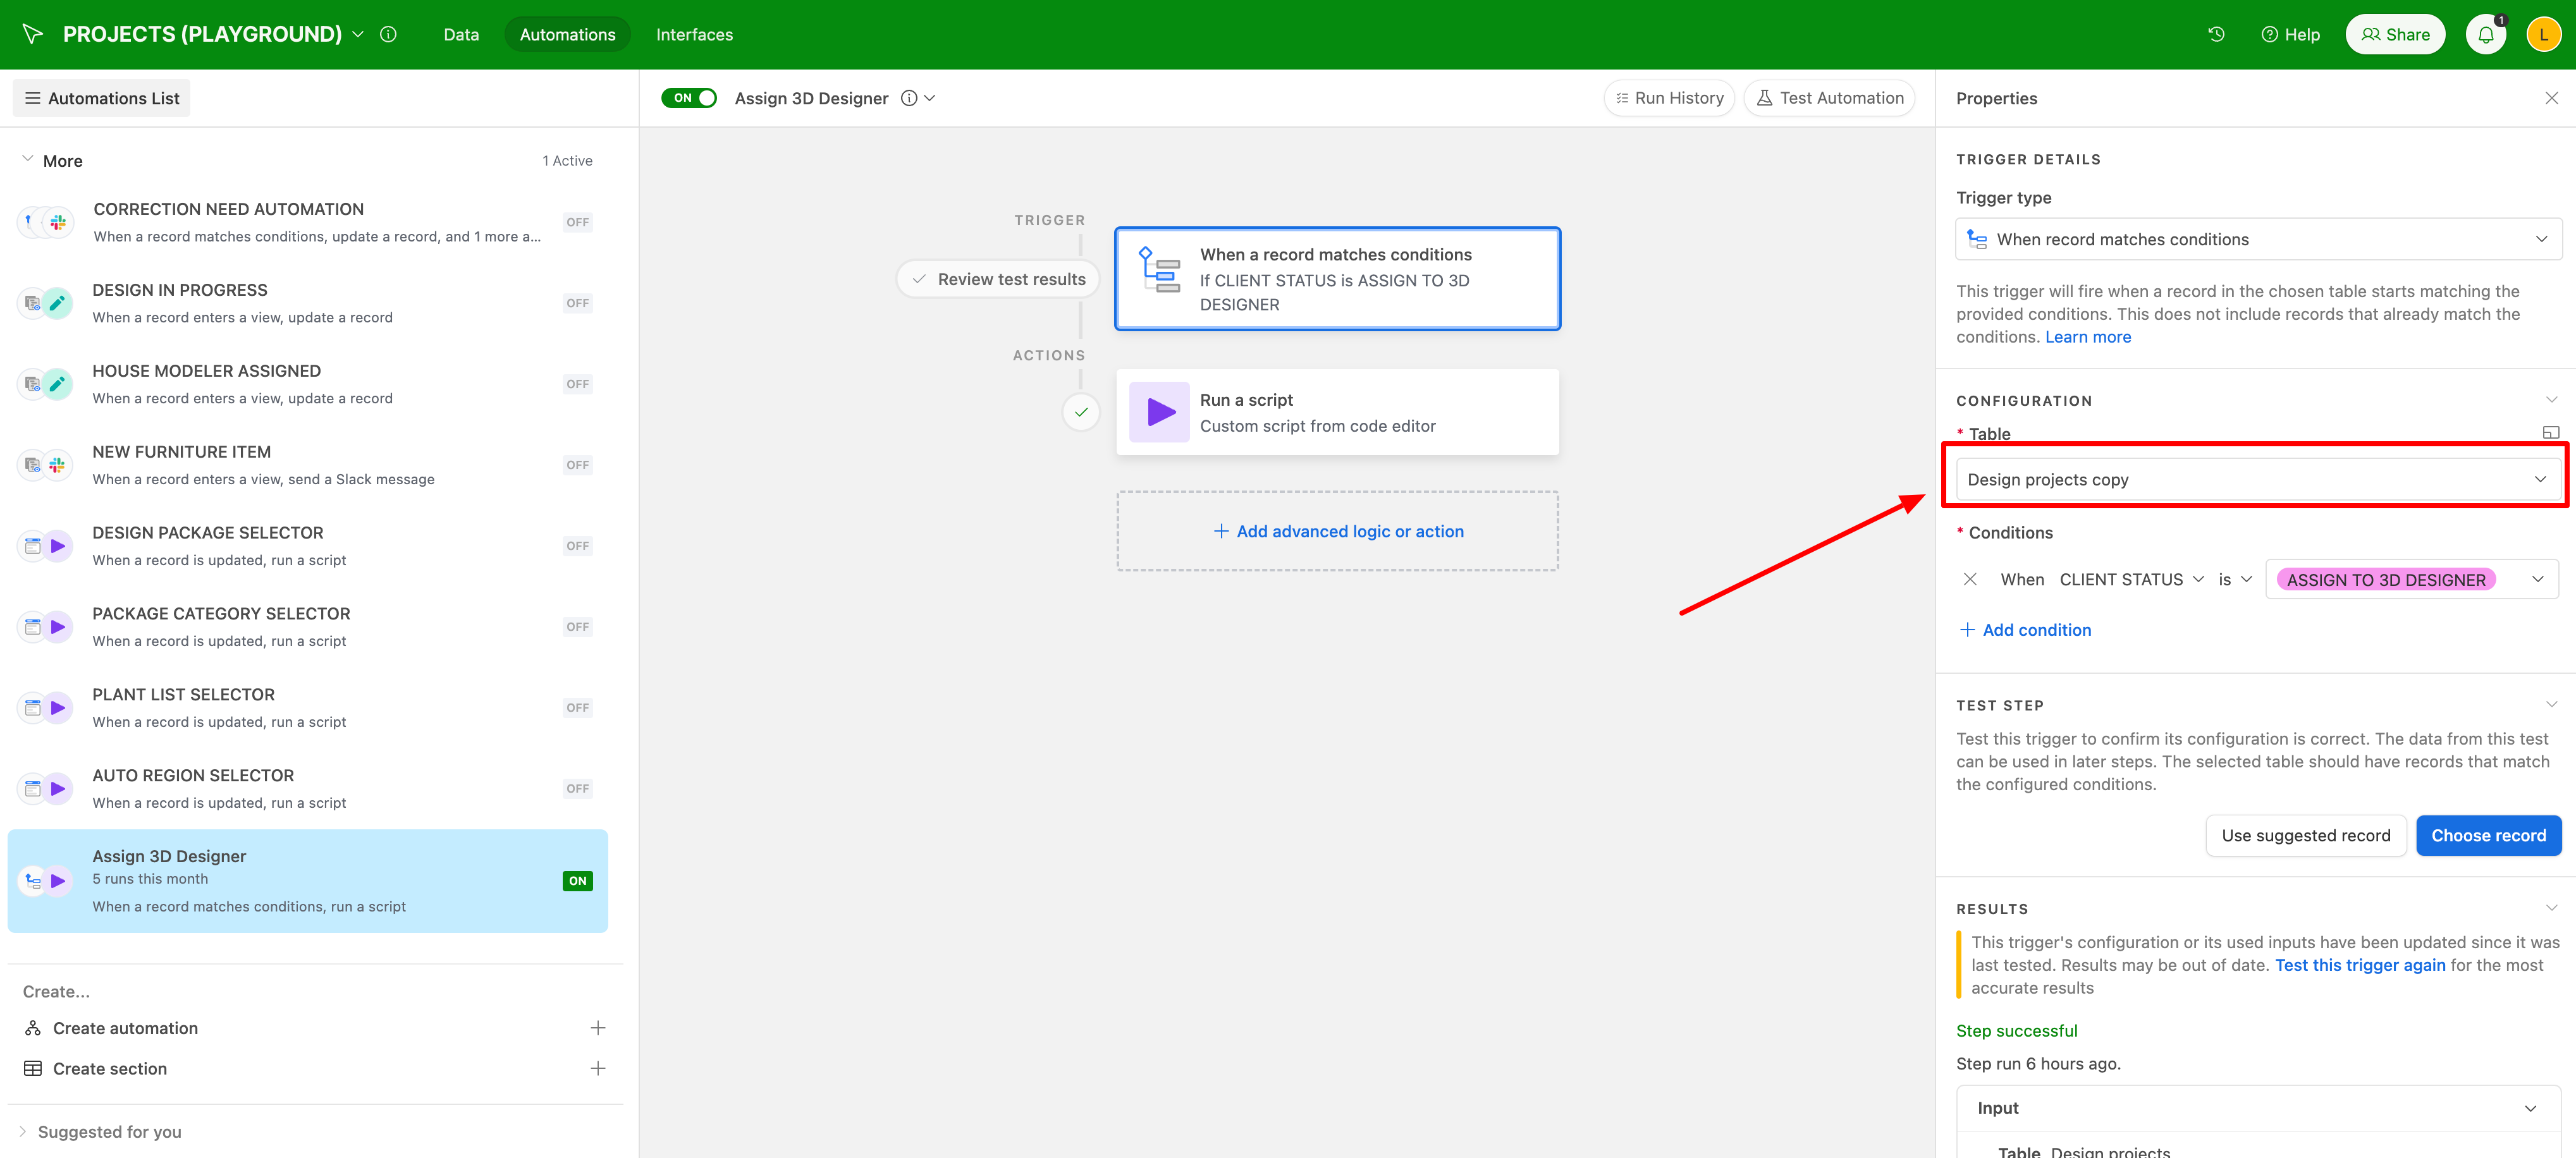 PROJECTS (PLAYGROUND)
Data
Automations
Interfaces
Help
Share
1
L
Automations List
ON
Assign 3D Designer
Run History
Test Automation
Properties
More
1 Active
CORRECTION NEED AUTOMATION
When a record matches conditions, update a record, and 1 more a...
OFF
DESIGN IN PROGRESS
When a record enters a view, update a record
OFF
HOUSE MODELER ASSIGNED
When a record enters a view, update a record
OFF
NEW FURNITURE ITEM
When a record enters a view, send a Slack message
OFF
DESIGN PACKAGE SELECTOR
When a record is updated, run a script
OFF
PACKAGE CATEGORY SELECTOR
When a record is updated, run a script
OFF
PLANT LIST SELECTOR
When a record is updated, run a script
OFF
AUTO REGION SELECTOR
When a record is updated, run a script
OFF
Assign 3D Designer
5 runs this month
When a record matches conditions, run a script
ON
Create...
Create automation
Create section
Suggested for you
TRIGGER
Review test results
When a record matches conditions
If CLIENT STATUS is ASSIGN TO 3D
DESIGNER
ACTIONS
Run a script
Custom script from code editor
Add advanced logic or action
TRIGGER DETAILS
Trigger type
When record matches conditions
This trigger will fire when a record in the chosen table starts matching the
provided conditions. This does not include records that already match the
conditions. Learn more
CONFIGURATION
* Table
Design projects copy
* Conditions
When CLIENT STATUS is ASSIGN TO 3D DESIGNER
Add condition
TEST STEP
Test this trigger to confirm its configuration is correct. The data from this test
can be used in later steps. The selected table should have records that match
the configured conditions.
Use suggested record
Choose record
RESULTS
This trigger's configuration or its used inputs have been updated since it was
last tested. Results may be out of date. Test this trigger again for the most
accurate results
Step successful
Step run 6 hours ago.
Input
Table Design projects